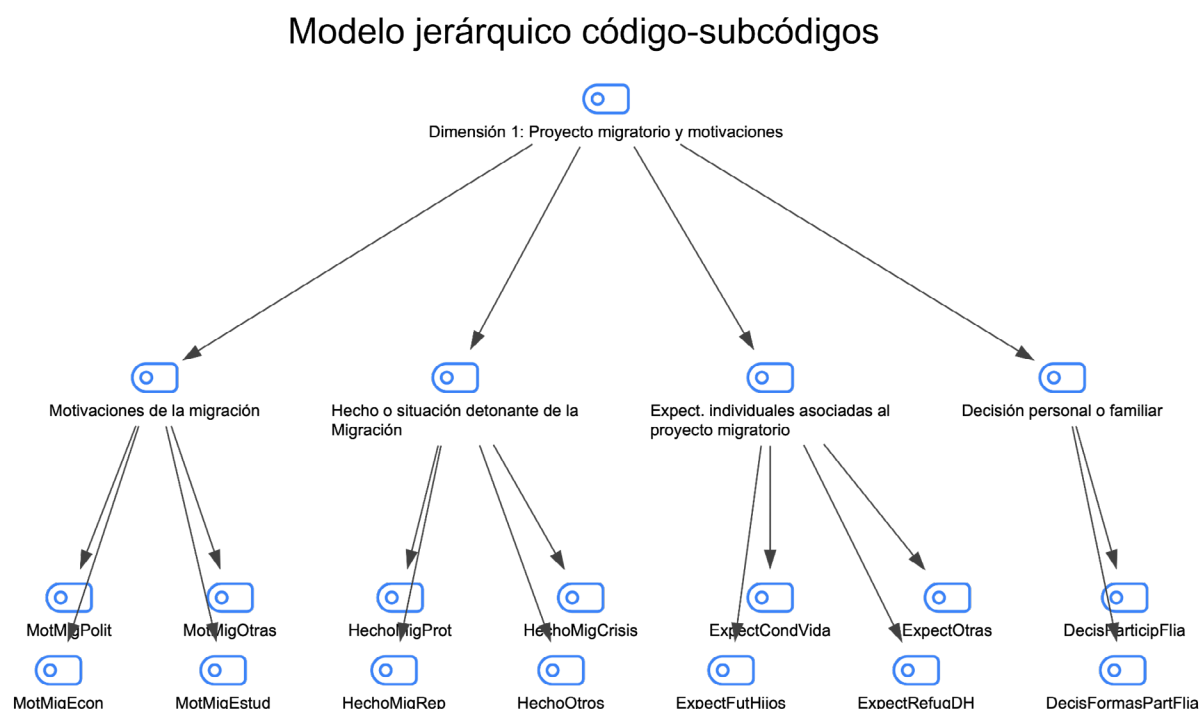 Modelo jerárquico código-subcódigos
Dimensión 1: Proyecto migratorio y motivaciones
Motivaciones de la migración
Hecho o situación detonante de la
Migración
Expect. individuales asociadas al
proyecto migratorio
Decisión personal o familiar
MotMigPolit
MotMigOtras
HechoMigProt
HechoMigCrisis
ExpectCondVida
ExpectOtras
DecisParticipFlia
MotMigEcon
MotMigEstud
HechoMigRep
HechoOtros
ExpectFutHijos
ExpectRefugDH
DecisFormasPartFlia